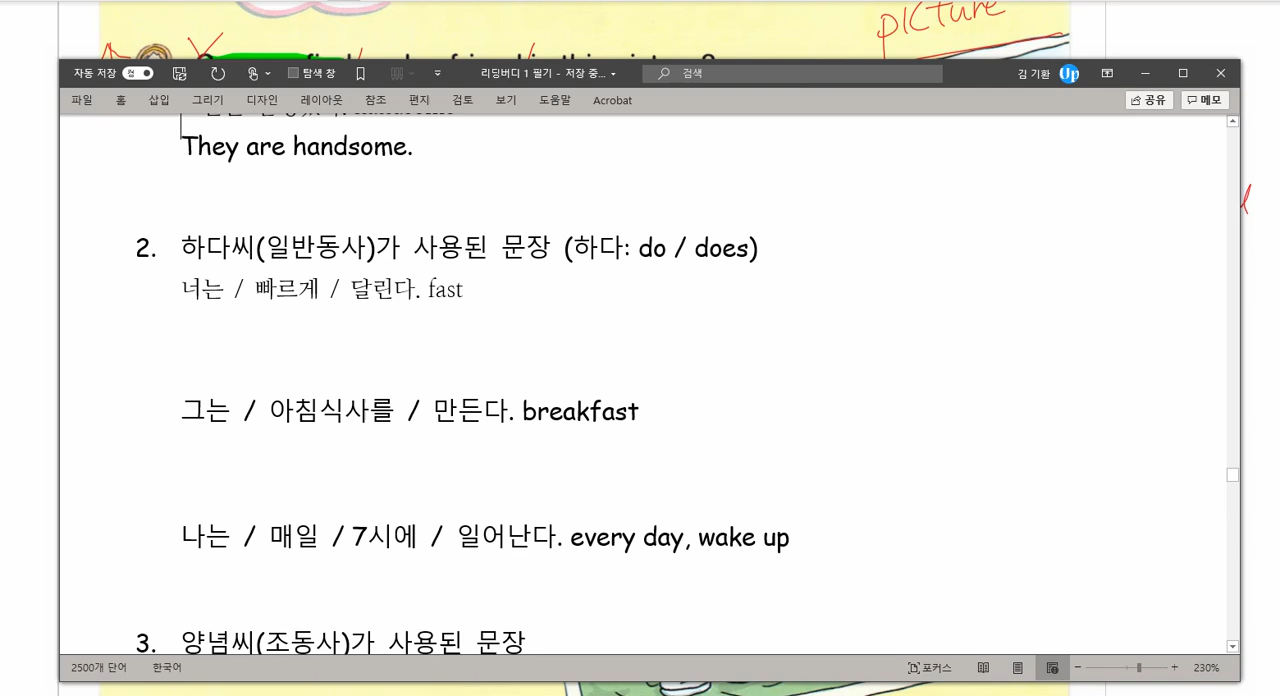 picture
자동 저장 컴 탐색 창 리딩버디 1 필기 - 저장 중... 검색 김 기환 Up
파일 홈 삽입 그리기 디자인 레이아웃 참조 편지 검토 보기 도움말 Acrobat 공유 메모
They are handsome.
2. 하다씨(일반동사)가 사용된 문장 (하다: do / does)
너는 / 빠르게 / 달린다. fast
그는 / 아침식사를 / 만든다. breakfast
나는 / 매일 / 7시에 / 일어난다. every day, wake up
3. 양념씨(조동사)가 사용된 문장
2500개 단어 한국어 포커스 230%